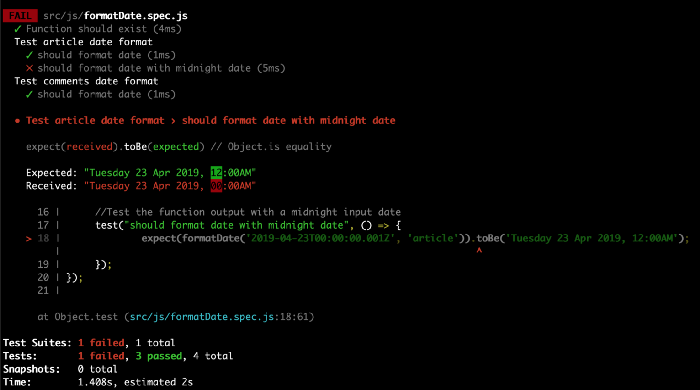 FAIL src/js/formatDate.spec.js
✓ Function should exist (4ms)
Test article date format
✓ should format date (1ms)
✕ should format date with midnight date (5ms)
Test comments date format
✓ should format date (1ms)
● Test article date format › should format date with midnight date
expect(received).toBe(expected) // Object.is equality
Expected: "Tuesday 23 Apr 2019, 12:00AM"
Received: "Tuesday 23 Apr 2019, 00:00AM"
16 | //Test the function output with a midnight input date
17 | test("should format date with midnight date", () => {
> 18 | expect(formatDate('2019-04-23T00:00:00.001Z', 'article')).toBe('Tuesday 23 Apr 2019, 12:00AM');
| ^
19 | });
20 | });
21 |
at Object.test (src/js/formatDate.spec.js:18:61)
Test Suites: 1 failed, 1 total
Tests: 1 failed, 3 passed, 4 total
Snapshots: 0 total
Time: 1.408s, estimated 2s